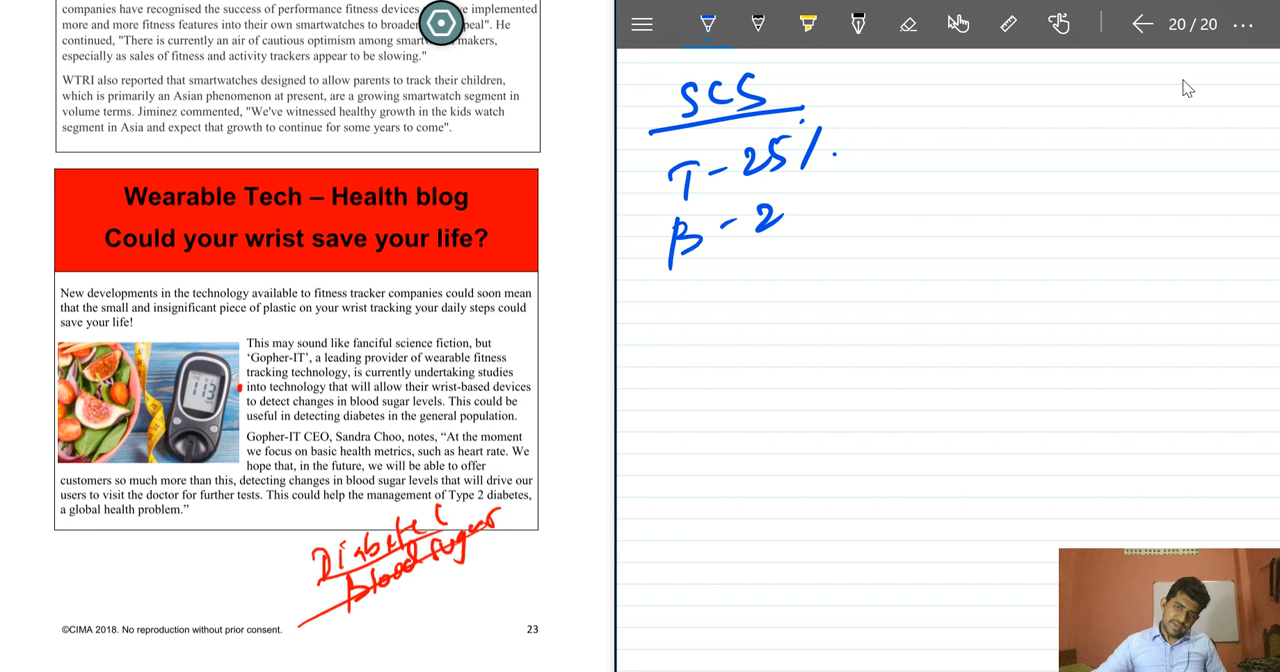 companies have recognised the success of performance fitness devices implemented
more and more fitness features into their own smartwatches to broader peal". He
continued, "There is currently an air of cautious optimism among smart makers,
especially as sales of fitness and activity trackers appear to be slowing."
WTRI also reported that smartwatches designed to allow parents to track their children,
which is primarily an Asian phenomenon at present, are a growing smartwatch segment in
volume terms. Jiminez commented, "We've witnessed healthy growth in the kids watch
segment in Asia and expect that growth to continue for some years to come".
Wearable Tech – Health blog
Could your wrist save your life?
New developments in the technology available to fitness tracker companies could soon mean
that the small and insignificant piece of plastic on your wrist tracking your daily steps could
save your life!
This may sound like fanciful science fiction, but
‘Gopher-IT’, a leading provider of wearable fitness
tracking technology, is currently undertaking studies
into technology that will allow their wrist-based devices
to detect changes in blood sugar levels. This could be
useful in detecting diabetes in the general population.
Gopher-IT CEO, Sandra Choo, notes, “At the moment
we focus on basic health metrics, such as heart rate. We
hope that, in the future, we will be able to offer
customers so much more than this, detecting changes in blood sugar levels that will drive our
users to visit the doctor for further tests. This could help the management of Type 2 diabetes,
a global health problem.”
113
Diabete (
Blood sugar
©CIMA 2018. No reproduction without prior consent.
23
20 / 20
SCS
T - 25%.
B - 2